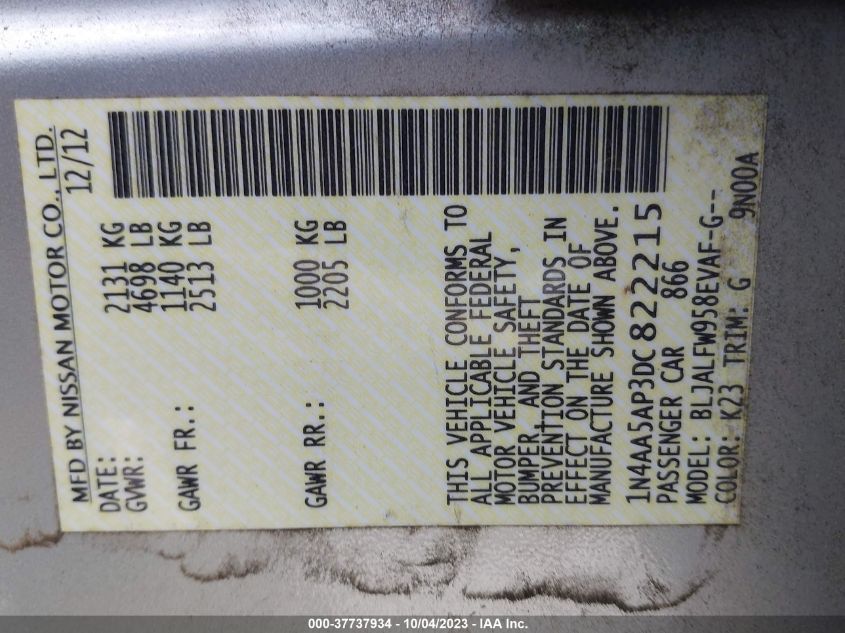 MFD BY NISSAN MOTOR CO., LTD.
DATE: 12/12
GVWR: 2131 KG
4698 LB
GAWR FR.: 1140 KG
2513 LB
GAWR RR.: 1000 KG
2205 LB
THIS VEHICLE CONFORMS TO
ALL APPLICABLE FEDERAL
MOTOR VEHICLE SAFETY,
BUMPER, AND THEFT
PREVENTION STANDARDS IN
EFFECT ON THE DATE OF
MANUFACTURE SHOWN ABOVE.
1N4AA5AP3DC822215
PASSENGER CAR 866
MODEL: BLJALFW958EVAF-G--
COLOR: K23 TRIM: G 9N00A
000-37737934 - 10/04/2023 - IAA Inc.